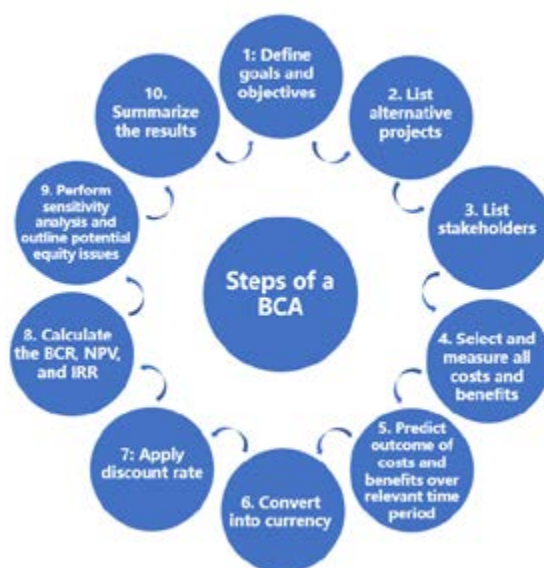 1: Define
goals and
objectives
2. List
alternative
projects
3. List
stakeholders
4. Select and
measure all
costs and
benefits
5. Predict
outcome of
costs and
benefits over
relevant time
period
6. Convert
into currency
7: Apply
discount rate
8. Calculate
the BCR, NPV,
and IRR
9. Perform
sensitivity
analysis and
outline potential
equity issues
10.
Summarize
the results
Steps of a
BCA